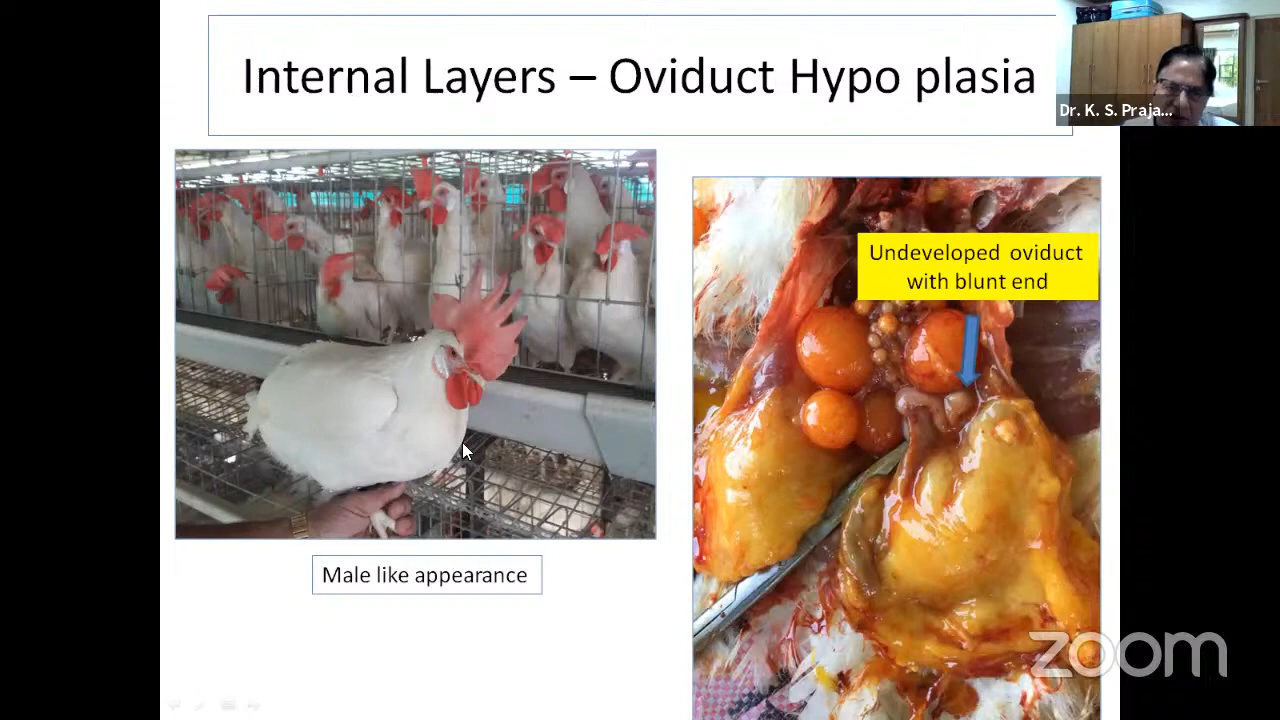 Internal Layers – Oviduct Hypo plasia
Dr. K. S. Praja...
Undeveloped oviduct
with blunt end
Male like appearance
zoom